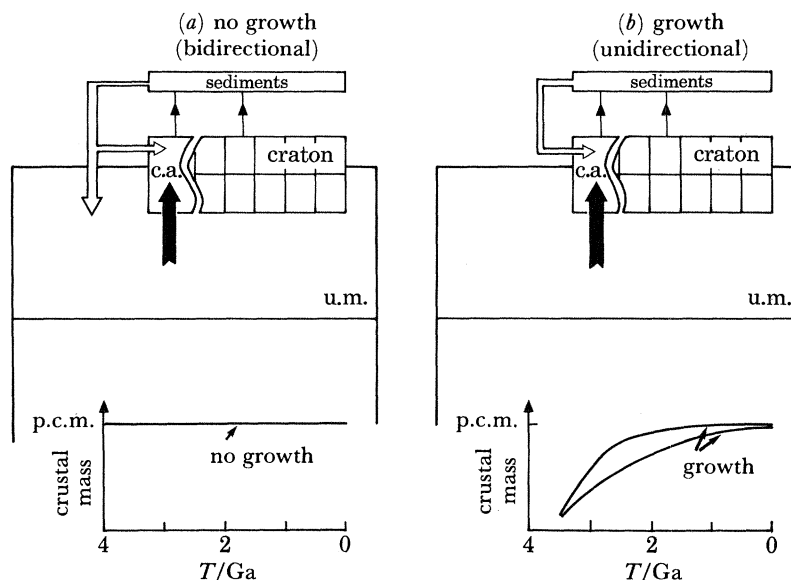 (a) no growth
(bidirectional)
sediments
craton
c.a.
u.m.
p.c.m.
no growth
crustal
mass
4 2 0
T/Ga
(b) growth
(unidirectional)
sediments
craton
c.a.
u.m.
p.c.m.
growth
crustal
mass
4 2 0
T/Ga